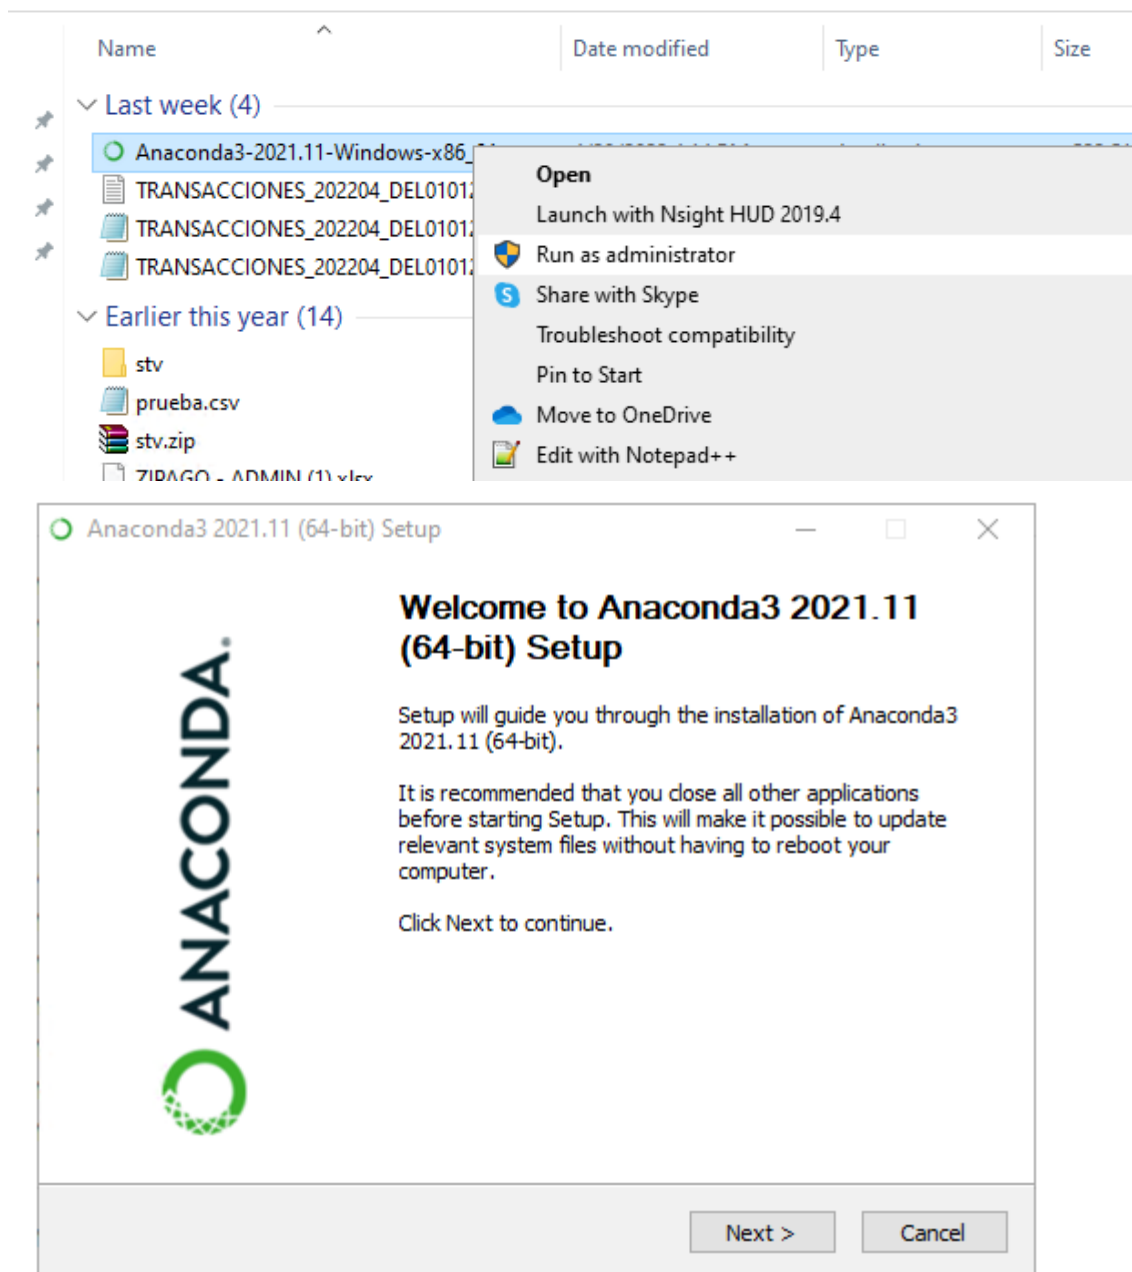 Name Date modified Type Size
Last week (4)
Anaconda3-2021.11-Windows-x86_
TRANSACCIONES_202204_DEL0101
TRANSACCIONES_202204_DEL0101
TRANSACCIONES_202204_DEL0101
Earlier this year (14)
stv
prueba.csv
stv.zip
ZIPAGO - ADMIN (1).xlsx
Open
Launch with Nsight HUD 2019.4
Run as administrator
Share with Skype
Troubleshoot compatibility
Pin to Start
Move to OneDrive
Edit with Notepad++
Anaconda3 2021.11 (64-bit) Setup
ANACONDA.
Welcome to Anaconda3 2021.11
(64-bit) Setup
Setup will guide you through the installation of Anaconda3
2021.11 (64-bit).
It is recommended that you close all other applications
before starting Setup. This will make it possible to update
relevant system files without having to reboot your
computer.
Click Next to continue.
Next >
Cancel